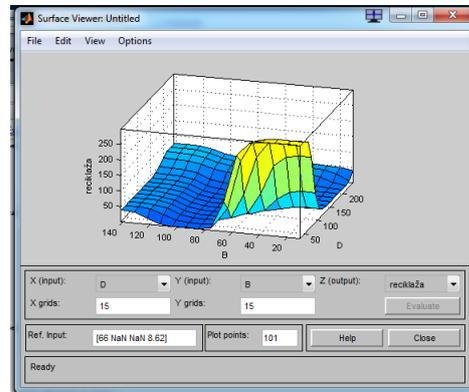 Surface Viewer: Untitled
File Edit View Options
250
200
150
100
50
reciklaža
140 120 100 80 60 40 20
B
50 100 150 200
D
X (input): D Y (input): B Z (output): reciklaža
X grids: 15 Y grids: 15 Evaluate
Ref. Input: [66 NaN NaN 8.62] Plot points: 101 Help Close
Ready